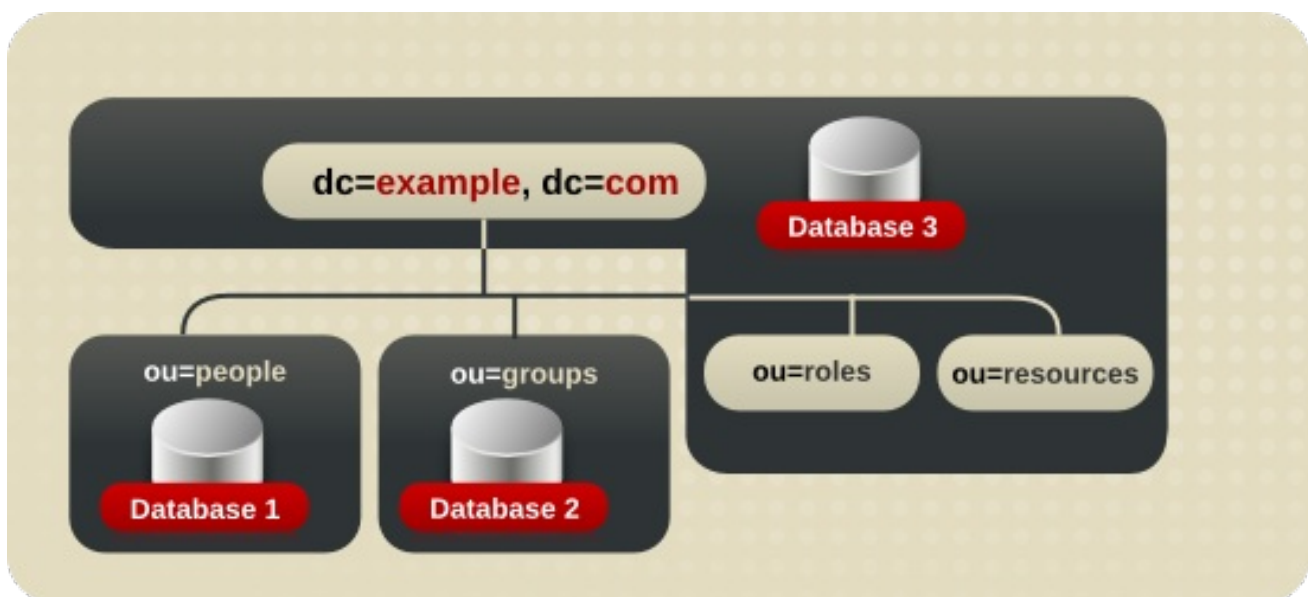 dc=example, dc=com
Database 3
ou=people
ou=groups
ou=roles
ou=resources
Database 1
Database 2